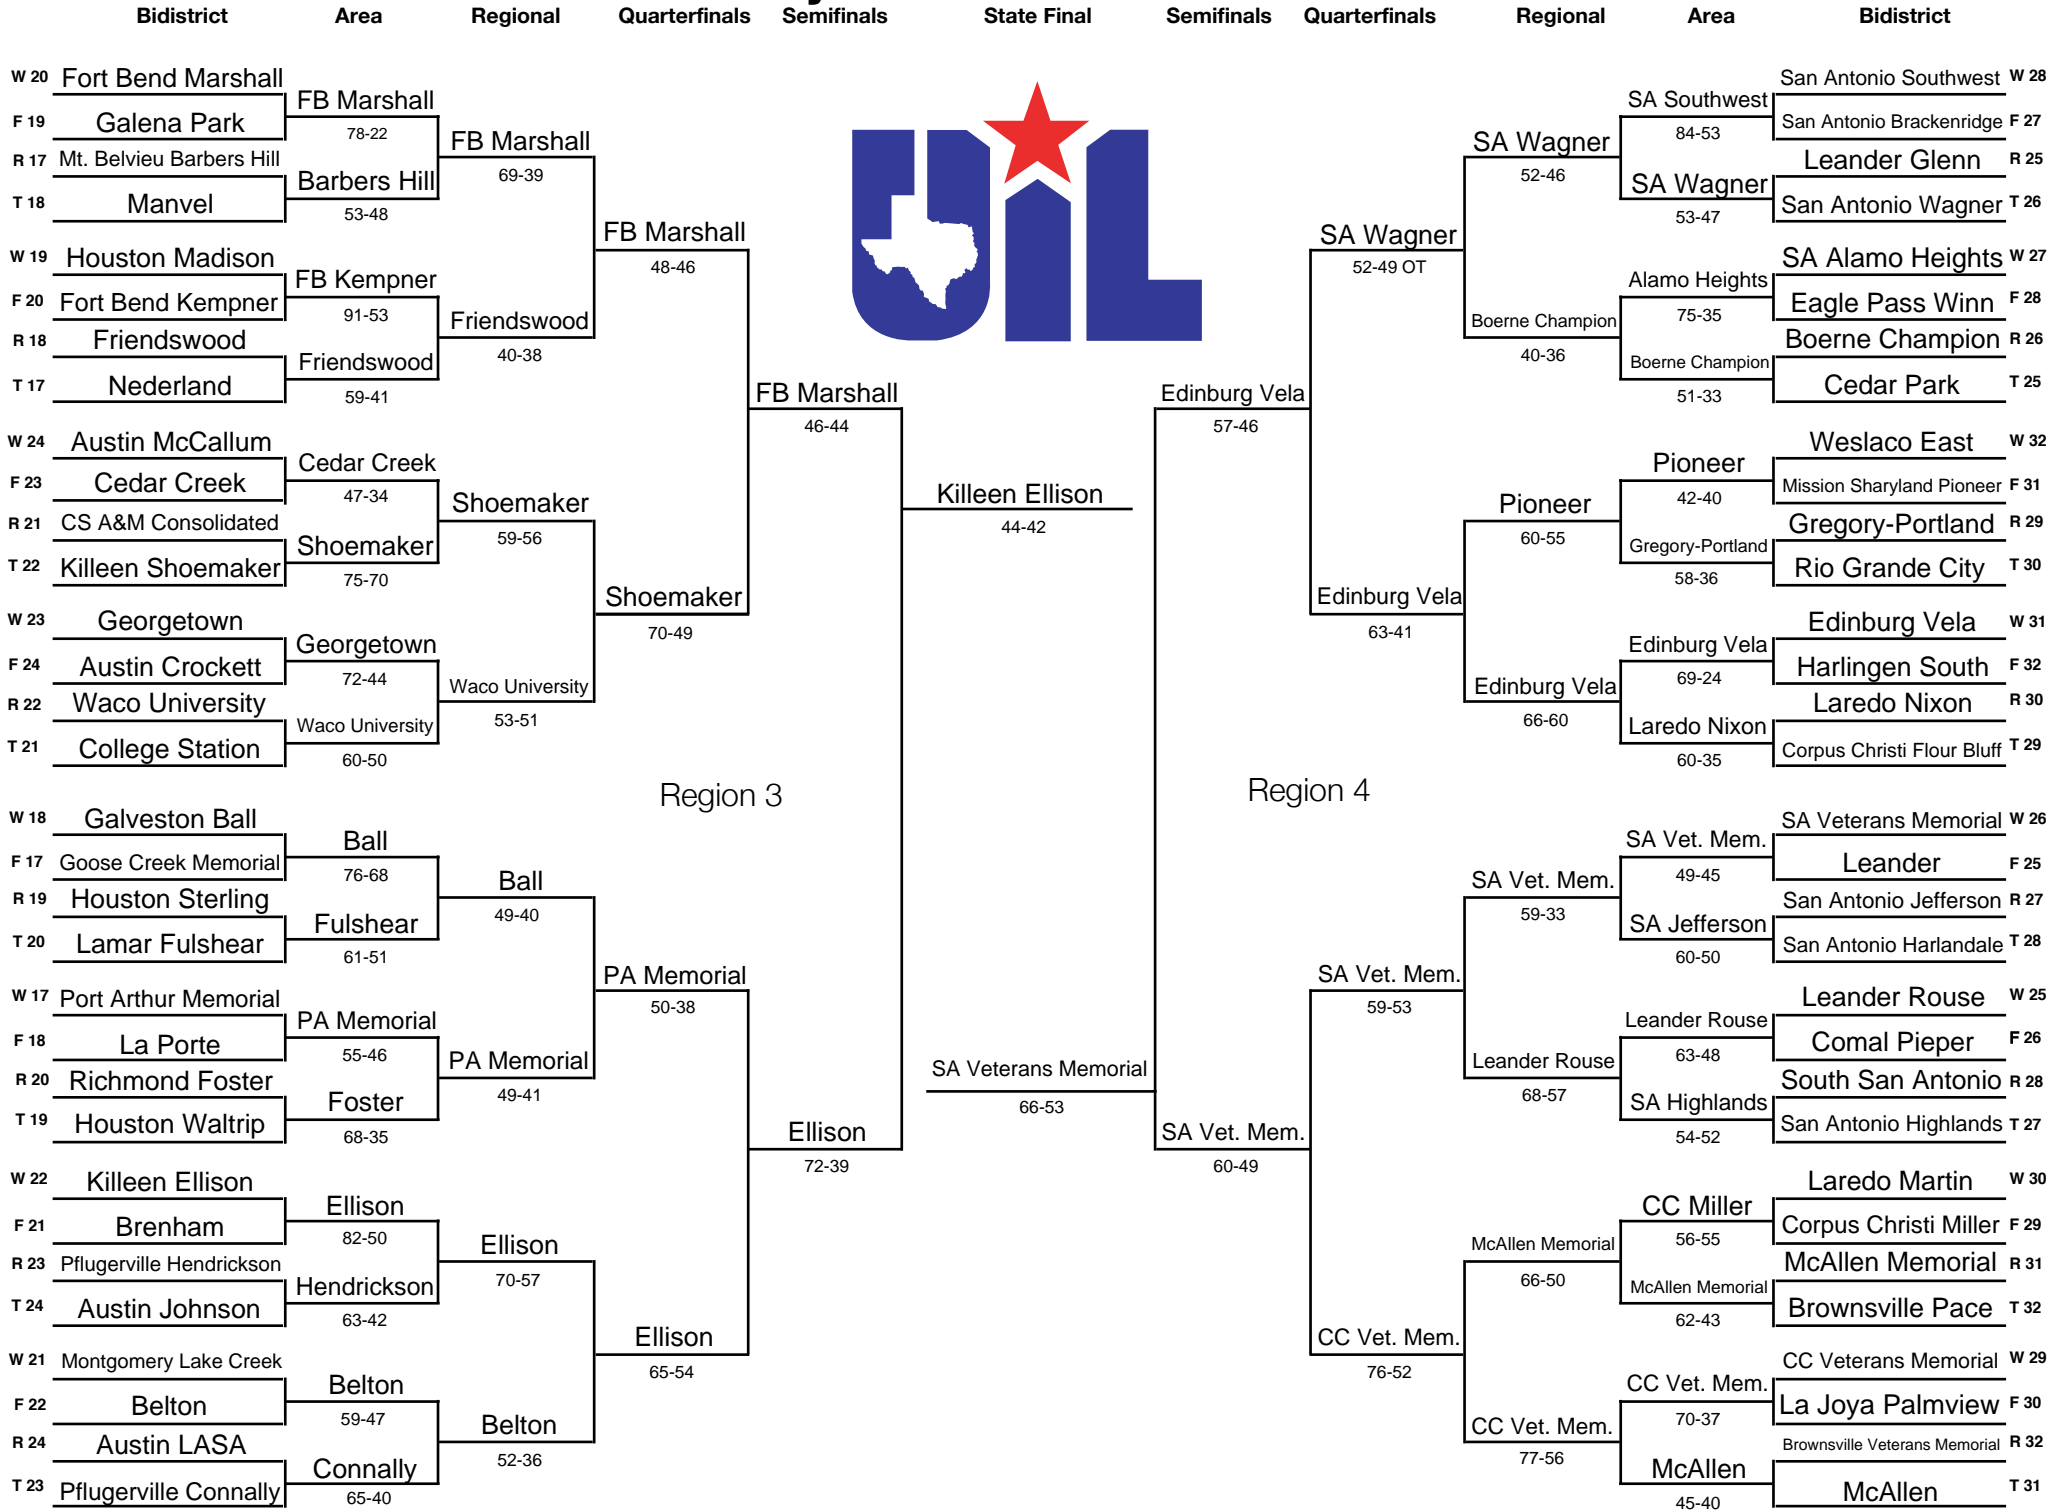 Bidistrict Area Regional Quarterfinals Semifinals State Final Semifinals Quarterfinals Regional Area Bidistrict
W 20 Fort Bend Marshall
FB Marshall
F 19 Galena Park
78-22
FB Marshall
R 17 Mt. Belvieu Barbers Hill
69-39
Barbers Hill
T 18 Manvel
53-48
FB Marshall
48-46
W 19 Houston Madison
FB Kempner
F 20 Fort Bend Kempner
91-53
Friendswood
R 18 Friendswood
40-38
Friendswood
T 17 Nederland
59-41
FB Marshall
46-44
W 24 Austin McCallum
Cedar Creek
F 23 Cedar Creek
47-34
Shoemaker
R 21 CS A&M Consolidated
59-56
Shoemaker
T 22 Killeen Shoemaker
75-70
Shoemaker
70-49
W 23 Georgetown
Georgetown
F 24 Austin Crockett
72-44
Waco University
R 22 Waco University
53-51
Waco University
T 21 College Station
60-50
Region 3
W 18 Galveston Ball
Ball
F 17 Goose Creek Memorial
76-68
Ball
R 19 Houston Sterling
49-40
Fulshear
T 20 Lamar Fulshear
61-51
PA Memorial
50-38
W 17 Port Arthur Memorial
PA Memorial
F 18 La Porte
55-46
PA Memorial
R 20 Richmond Foster
49-41
Foster
T 19 Houston Waltrip
68-35
Ellison
72-39
W 22 Killeen Ellison
Ellison
F 21 Brenham
82-50
Ellison
R 23 Pflugerville Hendrickson
70-57
Hendrickson
T 24 Austin Johnson
63-42
Ellison
65-54
W 21 Montgomery Lake Creek
Belton
F 22 Belton
59-47
Belton
R 24 Austin LASA
52-36
Connally
T 23 Pflugerville Connally
65-40
UIL
Killeen Ellison
44-42
SA Veterans Memorial
66-53
San Antonio Southwest W 28
SA Southwest
San Antonio Brackenridge F 27
84-53
SA Wagner
Leander Glenn R 25
52-46
SA Wagner
San Antonio Wagner T 26
53-47
SA Wagner
52-49 OT
SA Alamo Heights W 27
Alamo Heights
Eagle Pass Winn F 28
75-35
Boerne Champion
Boerne Champion R 26
40-36
Boerne Champion
Cedar Park T 25
51-33
Edinburg Vela
57-46
Weslaco East W 32
Pioneer
Mission Sharyland Pioneer F 31
42-40
Pioneer
Gregory-Portland R 29
60-55
Gregory-Portland
Rio Grande City T 30
58-36
Edinburg Vela
63-41
Edinburg Vela W 31
Edinburg Vela
Harlingen South F 32
69-24
Edinburg Vela
Laredo Nixon R 30
66-60
Laredo Nixon
Corpus Christi Flour Bluff T 29
60-35
Region 4
SA Veterans Memorial W 26
SA Vet. Mem.
Leander F 25
49-45
SA Vet. Mem.
San Antonio Jefferson R 27
59-33
SA Jefferson
San Antonio Harlandale T 28
60-50
SA Vet. Mem.
59-53
Leander Rouse W 25
Leander Rouse
Comal Pieper F 26
63-48
Leander Rouse
South San Antonio R 28
68-57
SA Highlands
San Antonio Highlands T 27
54-52
SA Vet. Mem.
60-49
Laredo Martin W 30
CC Miller
Corpus Christi Miller F 29
56-55
McAllen Memorial
McAllen Memorial R 31
66-50
McAllen Memorial
Brownsville Pace T 32
62-43
CC Vet. Mem.
76-52
CC Veterans Memorial W 29
CC Vet. Mem.
La Joya Palmview F 30
70-37
CC Vet. Mem.
Brownsville Veterans Memorial R 32
77-56
McAllen
McAllen T 31
45-40